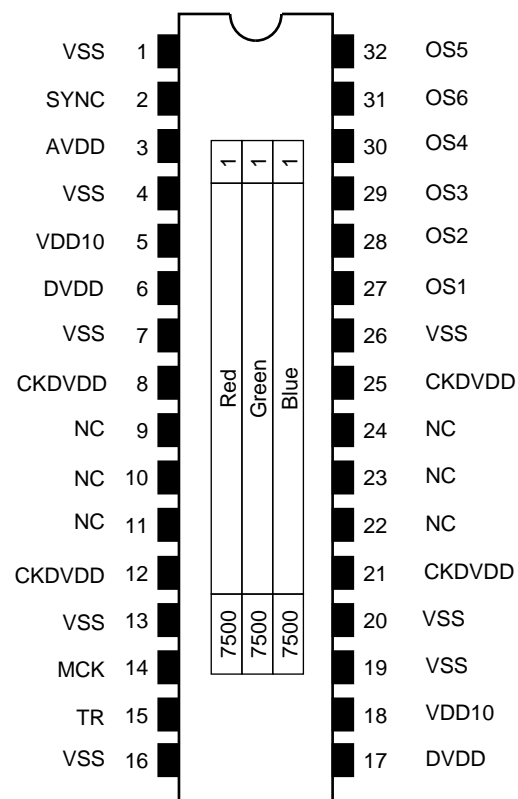 VSS 1 32 OS5
SYNC 2 31 OS6
AVDD 3 30 OS4
VSS 4 29 OS3
VDD10 5 28 OS2
DVDD 6 27 OS1
VSS 7 26 VSS
CKDVDD 8 25 CKDVDD
NC 9 24 NC
NC 10 23 NC
NC 11 22 NC
CKDVDD 12 21 CKDVDD
VSS 13 20 VSS
MCK 14 19 VSS
TR 15 18 VDD10
VSS 16 17 DVDD
1 Red 7500
1 Green 7500
1 Blue 7500